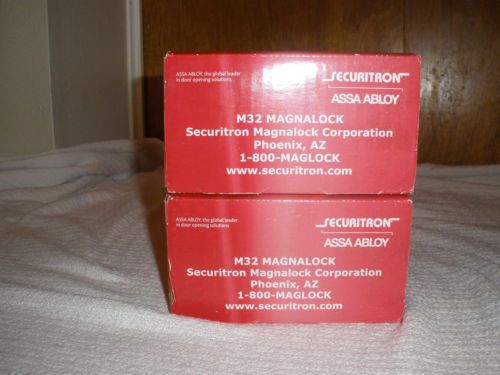 ASSA ABLOY, the global leader
in door opening solutions
SECURITRON
ASSA ABLOY
M32 MAGNALOCK
Securitron Magnalock Corporation
Phoenix, AZ
1-800-MAGLOCK
www.securitron.com
ASSA ABLOY, the global leader
in door opening solutions
SECURITRON
ASSA ABLOY
M32 MAGNALOCK
Securitron Magnalock Corporation
Phoenix, AZ
1-800-MAGLOCK
www.securitron.com